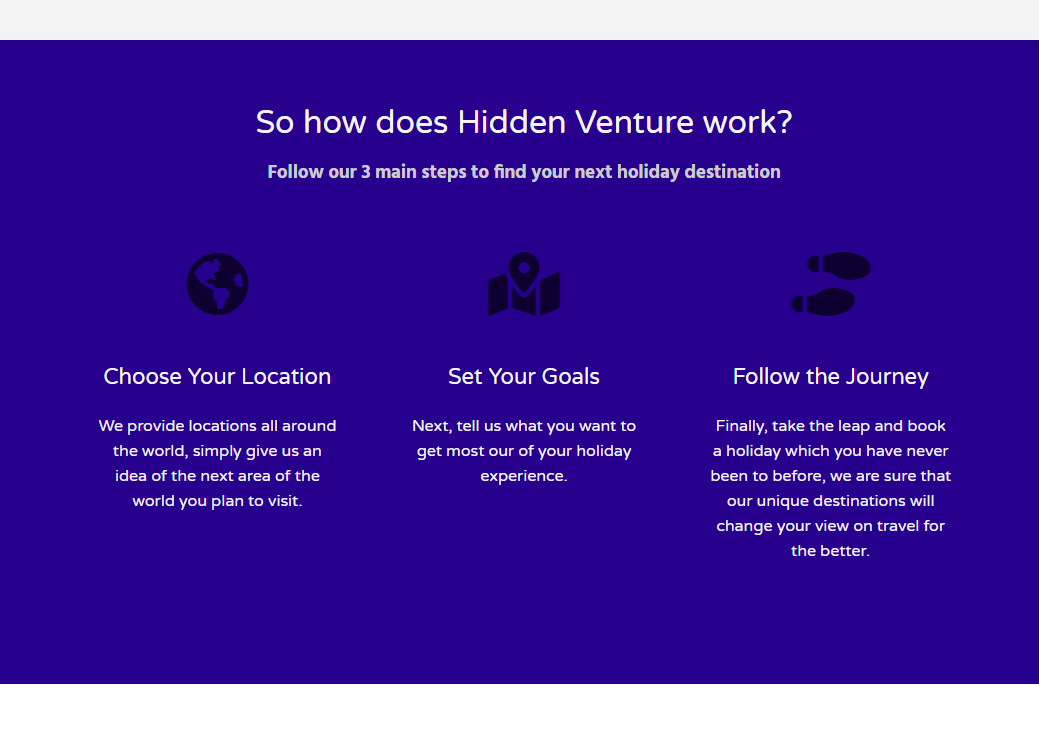 So how does Hidden Venture work?
Follow our 3 main steps to find your next holiday destination
Choose Your Location
We provide locations all around
the world, simply give us an
idea of the next area of the
world you plan to visit.
Set Your Goals
Next, tell us what you want to
get most our of your holiday
experience.
Follow the Journey
Finally, take the leap and book
a holiday which you have never
been to before, we are sure that
our unique destinations will
change your view on travel for
the better.